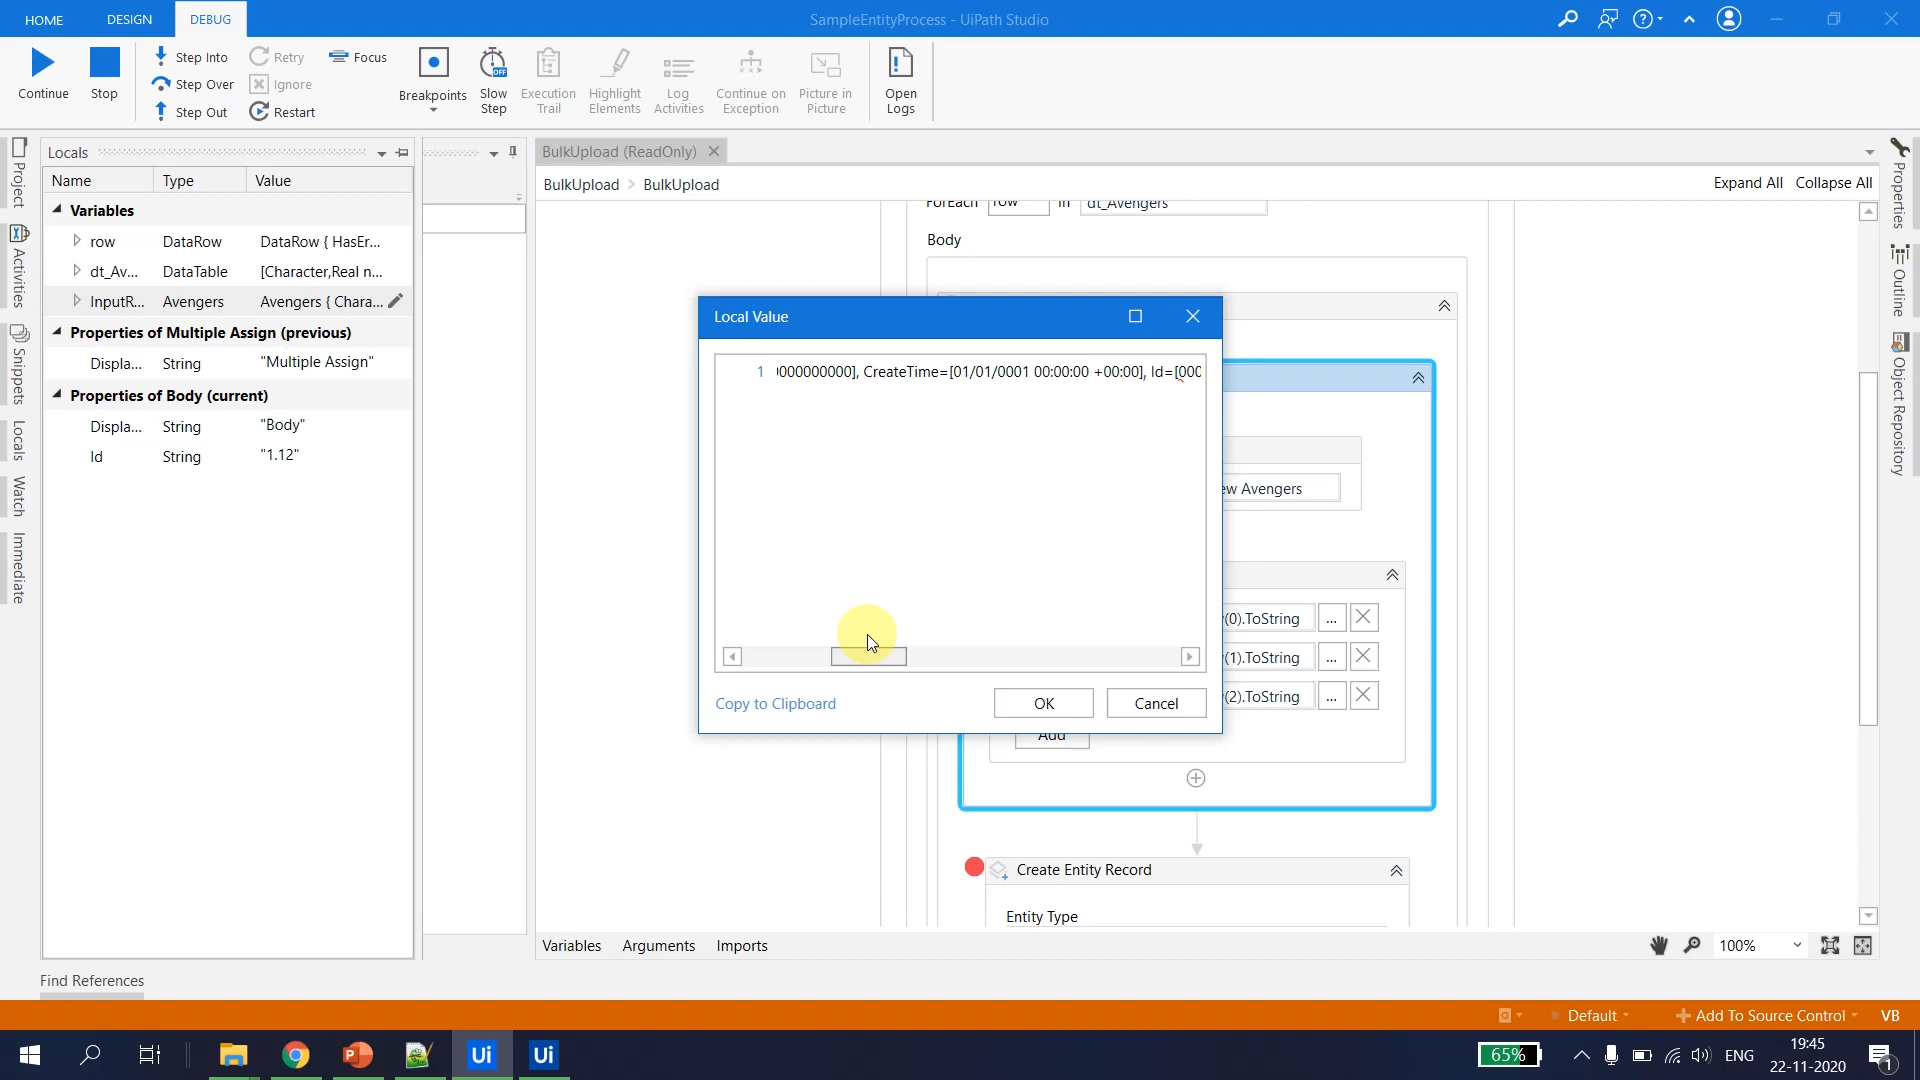 HOME DESIGN DEBUG SampleEntityProcess - UiPath Studio
Continue
Stop
Step Into
Step Over
Step Out
Retry
Ignore
Restart
Focus
Breakpoints
Slow
Step
OFF
Execution
Trail
Highlight
Elements
Log
Activities
Continue on
Exception
Picture in
Picture
Open
Logs
Project
Activities
Snippets
Locals
Watch
Immediate
Locals
Name Type Value
Variables
row DataRow DataRow { HasEr...
dt_Av... DataTable [Character,Real n...
InputR... Avengers Avengers { Chara...
Properties of Multiple Assign (previous)
Displa... String "Multiple Assign"
Properties of Body (current)
Displa... String "Body"
Id String "1.12"
BulkUpload (ReadOnly)
BulkUpload > BulkUpload
Expand All Collapse All
ForEach row in dt_Avengers
Body
Local Value
1 000000000], CreateTime=[01/01/0001 00:00:00 +00:00], Id=[000
Copy to Clipboard OK Cancel
ew Avengers
(0).ToString ...
(1).ToString ...
(2).ToString ...
Add
Create Entity Record
Entity Type
Properties
Outline
Object Repository
Variables Arguments Imports 100%
Find References
Default Add To Source Control VB
Ui Ui
65% ENG
19:45
22-11-2020
1